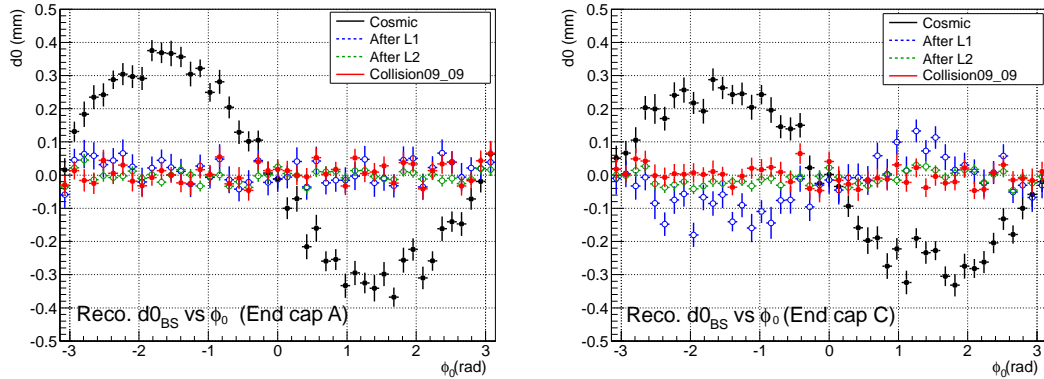 d0 (mm)
0.5
0.4
0.3
0.2
0.1
0.0
-0.1
-0.2
-0.3
-0.4
-0.5
Cosmic
After L1
After L2
Collision09_09
Reco. d0BS vs ϕ0 (End cap A)
-3 -2 -1 0 1 2 3
ϕ0(rad)
d0 (mm)
0.5
0.4
0.3
0.2
0.1
0.0
-0.1
-0.2
-0.3
-0.4
-0.5
Cosmic
After L1
After L2
Collision09_09
Reco. d0BS vs ϕ0 (End cap C)
-3 -2 -1 0 1 2 3
ϕ0(rad)